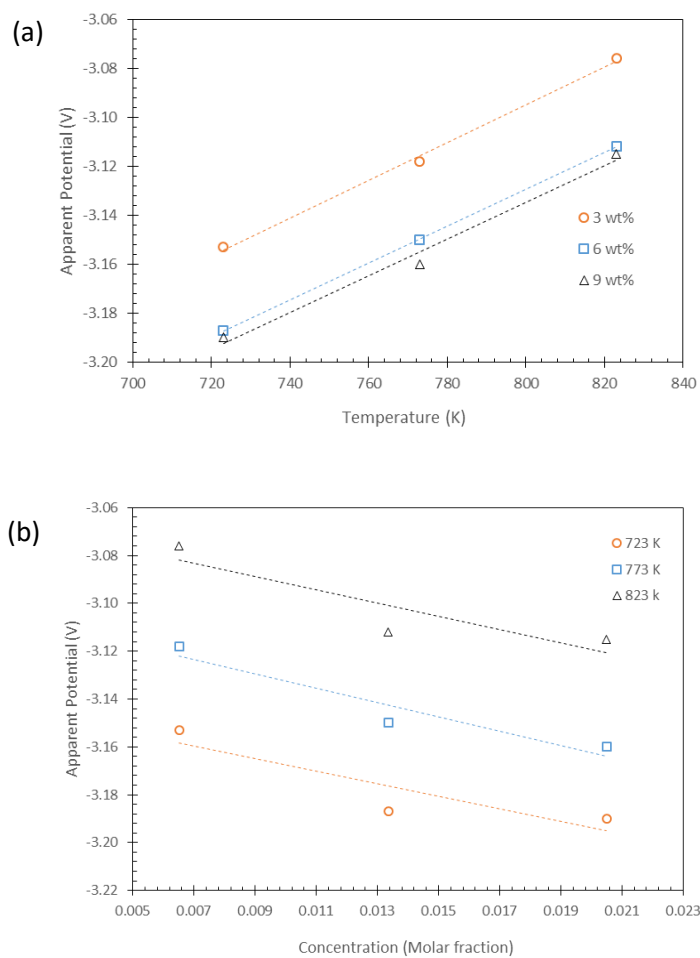 (a)
-3.06
-3.08
-3.10
-3.12
-3.14
-3.16
-3.18
-3.20
Apparent Potential (V)
3 wt%
6 wt%
9 wt%
700 720 740 760 780 800 820 840
Temperature (K)
(b)
-3.06
-3.08
-3.10
-3.12
-3.14
-3.16
-3.18
-3.20
-3.22
Apparent Potential (V)
723 K
773 K
823 k
0.005 0.007 0.009 0.011 0.013 0.015 0.017 0.019 0.021 0.023
Concentration (Molar fraction)